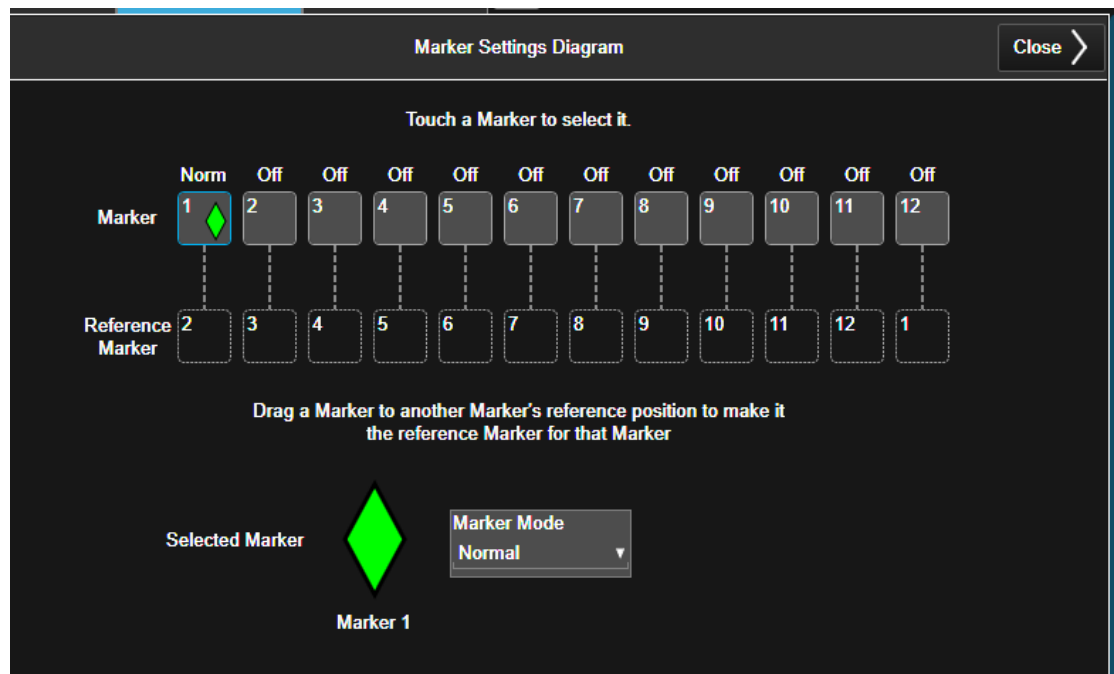 Marker Settings Diagram
Close
Touch a Marker to select it.
Norm Off Off Off Off Off Off Off Off Off Off Off
Marker 1 2 3 4 5 6 7 8 9 10 11 12
Reference 2 3 4 5 6 7 8 9 10 11 12 1
Marker
Drag a Marker to another Marker's reference position to make it
the reference Marker for that Marker
Marker Mode
Selected Marker
Normal
Marker 1